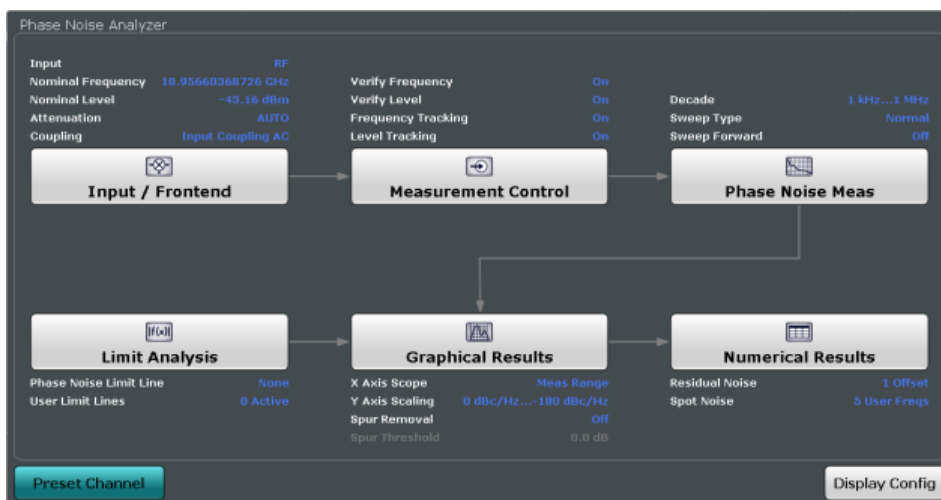 Phase Noise Analyzer
Input RF
Nominal Frequency 10.95660368726 GHz
Nominal Level -43.16 dBm
Attenuation AUTO
Coupling Input Coupling AC
Input / Frontend
Verify Frequency On
Verify Level On
Frequency Tracking On
Level Tracking On
Measurement Control
Decade 1 kHz...1 MHz
Sweep Type Normal
Sweep Forward Off
Phase Noise Meas
f(x)
Limit Analysis
Phase Noise Limit Line None
User Limit Lines 0 Active
Graphical Results
X Axis Scope Meas Range
Y Axis Scaling 0 dBc/Hz...-180 dBc/Hz
Spur Removal Off
Spur Threshold 0.0 dB
Numerical Results
Residual Noise 1 Offset
Spot Noise 5 User Freqs
Preset Channel
Display Config